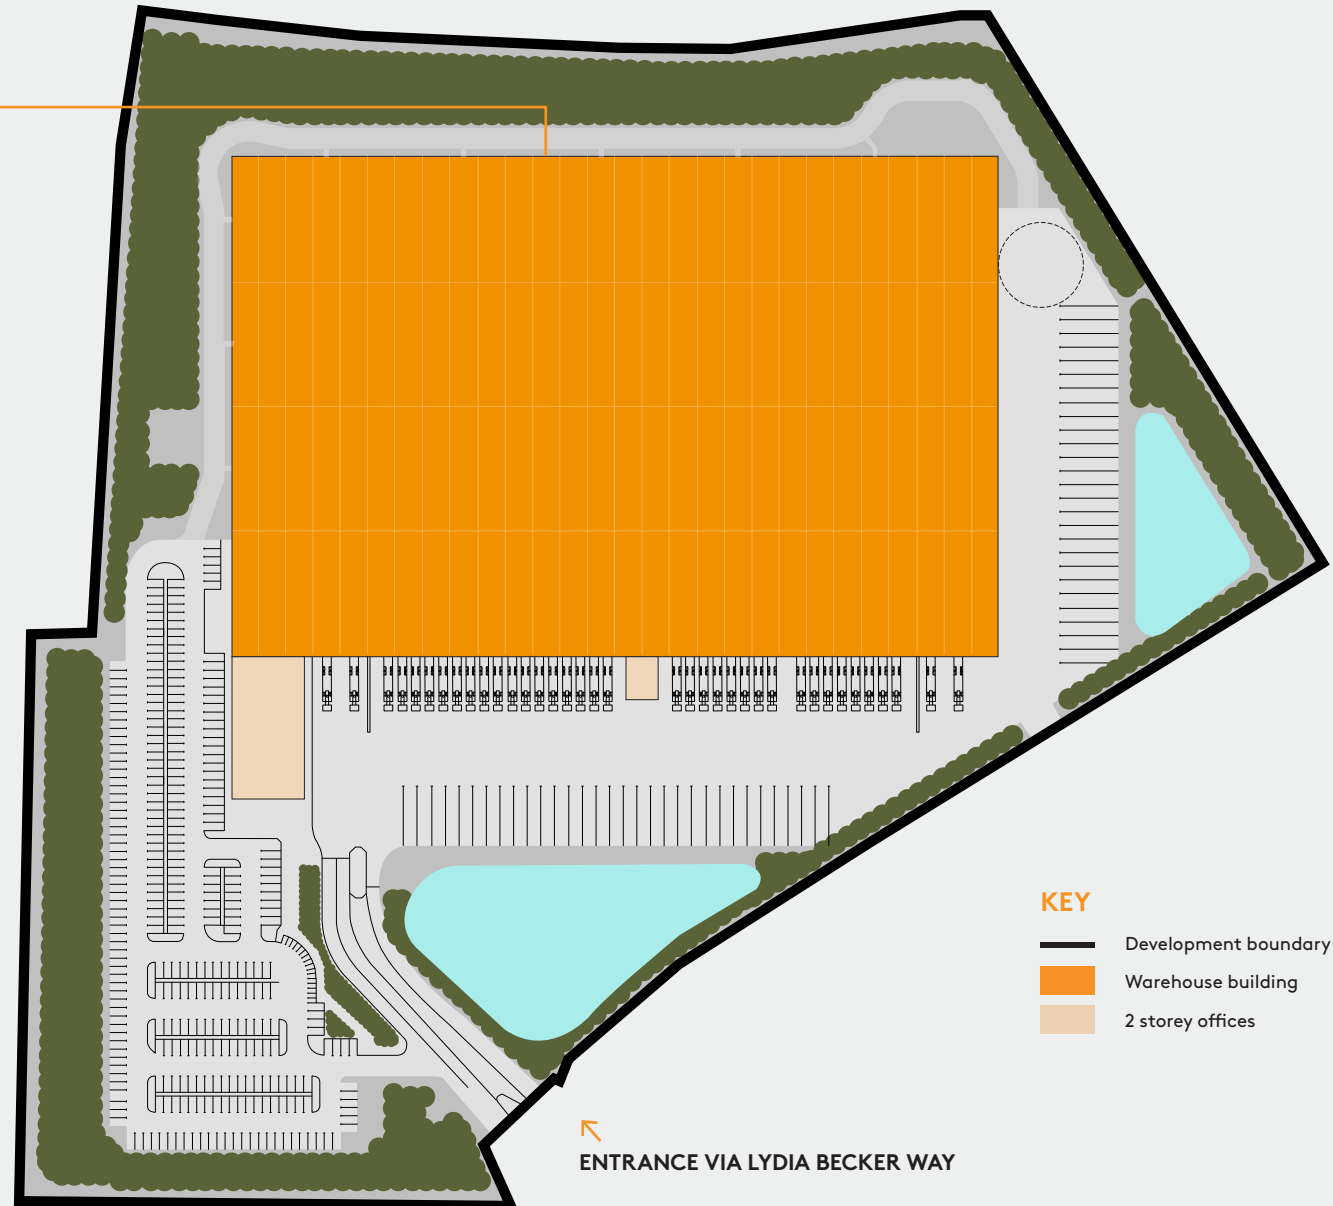 KEY
Development boundary
Warehouse building
2 storey offices
ENTRANCE VIA LYDIA BECKER WAY